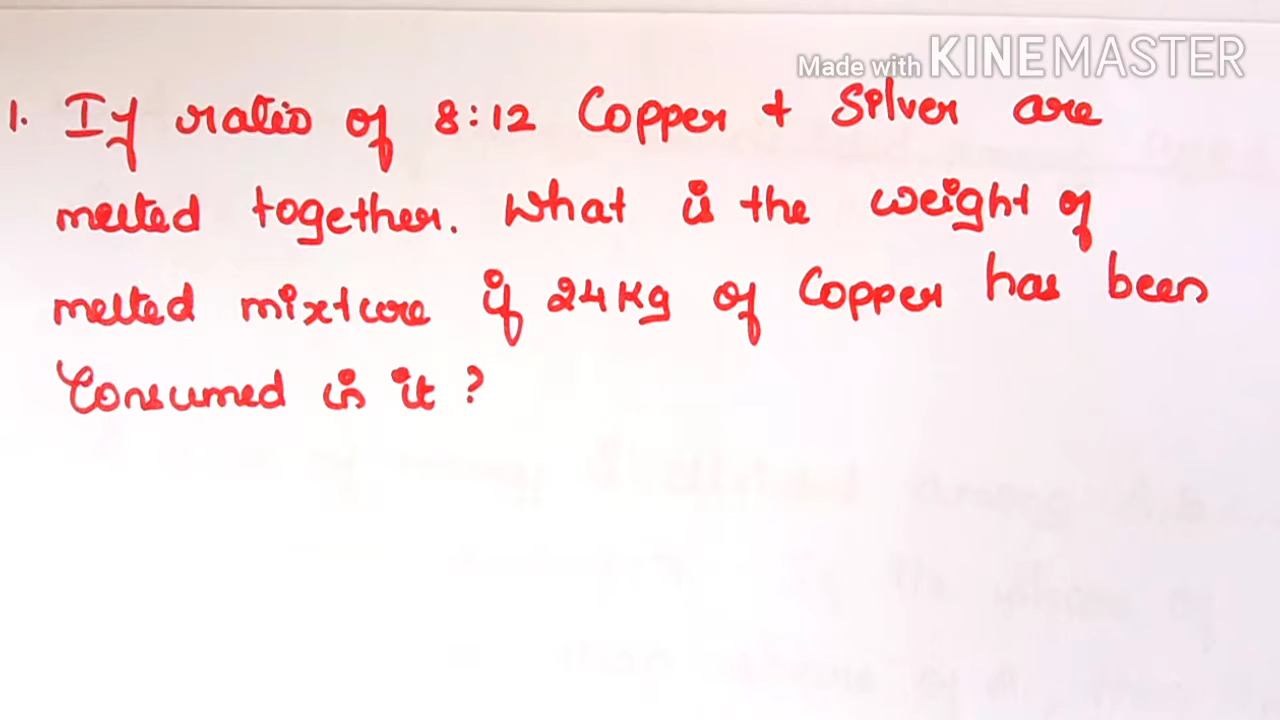 Made with KINEMASTER
1. If ratio of 8:12 Copper + Silver are
melted together. What is the weight of
melted mixture if 24 Kg of Copper has been
Consumed in it ?